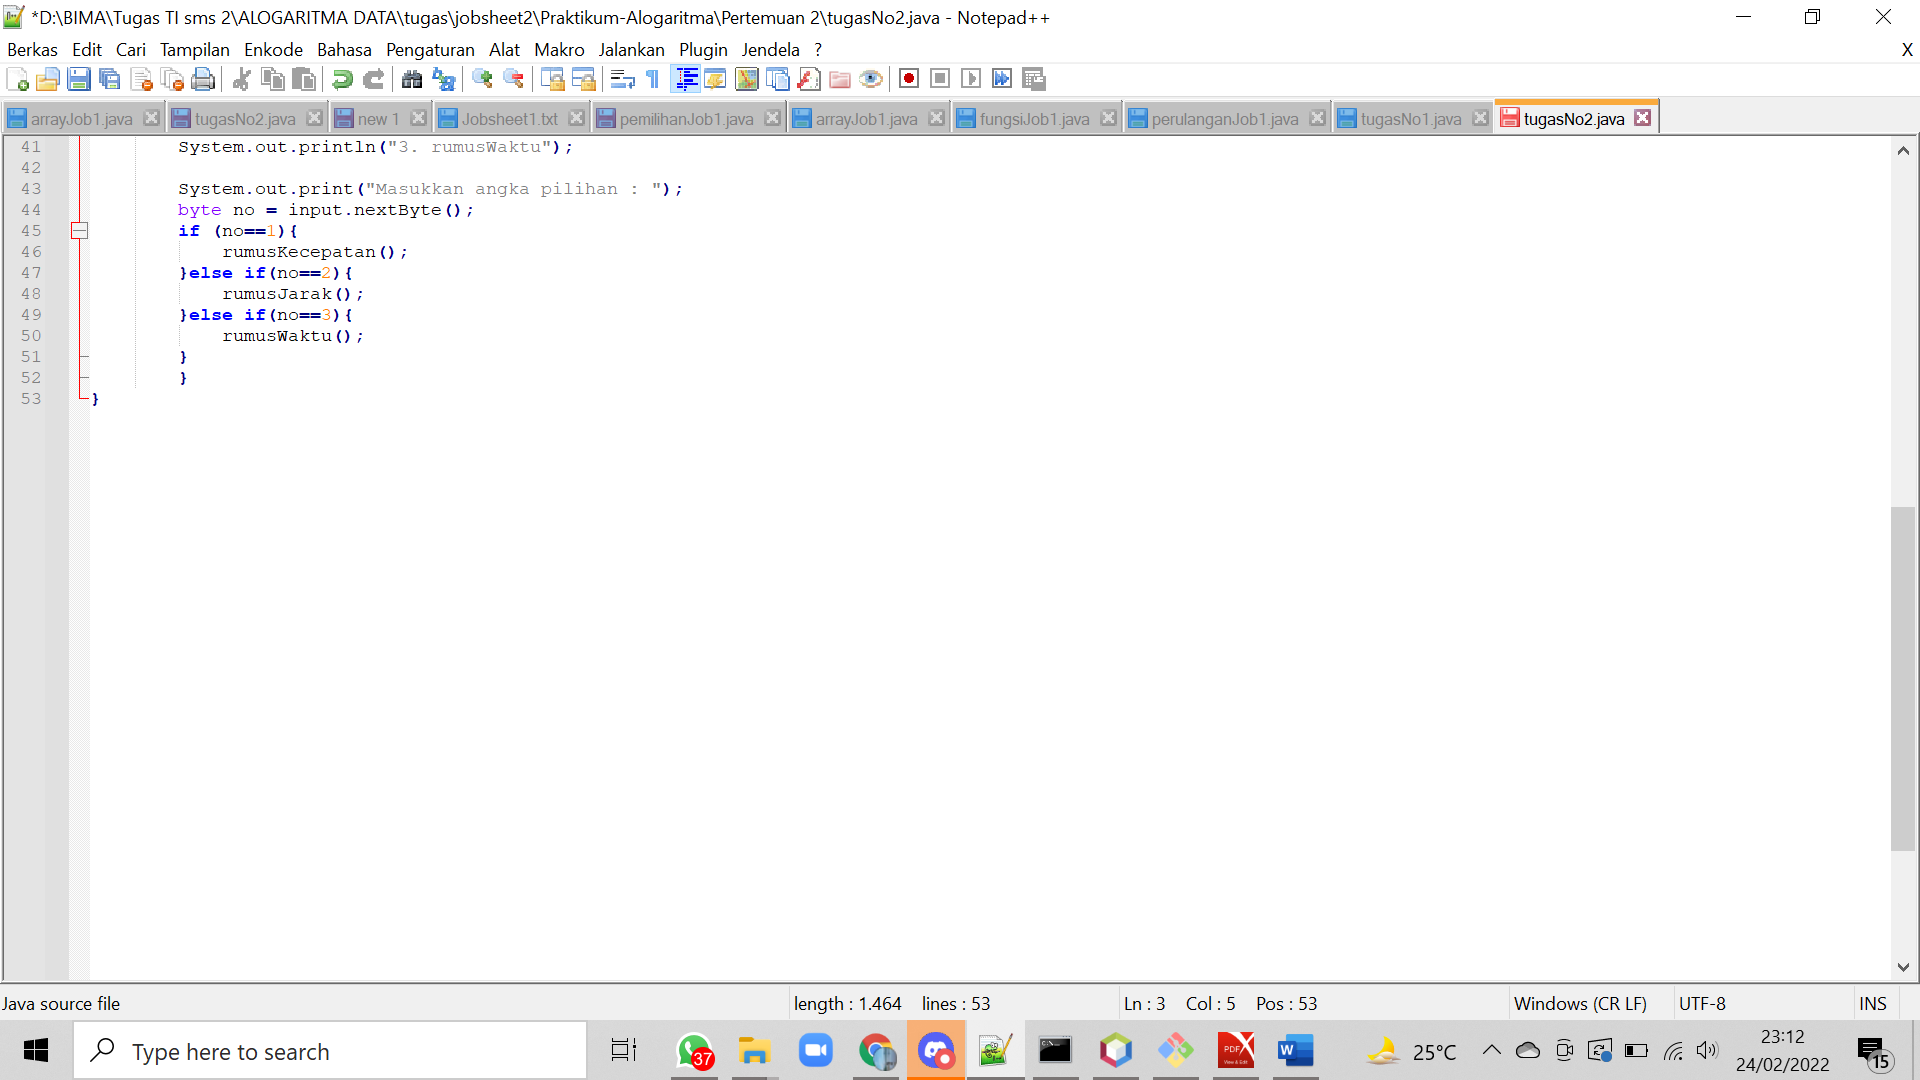 *D:\BIMA\Tugas TI sms 2\ALOGARITMA DATA\tugas\jobsheet2\Praktikum-Alogaritma\Pertemuan 2\tugasNo2.java - Notepad++
Berkas Edit Cari Tampilan Enkode Bahasa Pengaturan Alat Makro Jalankan Plugin Jendela ? X
arrayJob1.java tugasNo2.java new 1 Jobsheet1.txt pemilihanJob1.java arrayJob1.java fungsiJob1.java perulanganJob1.java tugasNo1.java tugasNo2.java
41 System.out.println("3. rumusWaktu");
42
43 System.out.print("Masukkan angka pilihan : ");
44 byte no = input.nextByte();
45 if (no==1){
46 rumusKecepatan();
47 }else if(no==2){
48 rumusJarak();
49 }else if(no==3){
50 rumusWaktu();
51 }
52 }
53 }
Java source file length : 1.464 lines : 53 Ln : 3 Col : 5 Pos : 53 Windows (CR LF) UTF-8 INS
Type here to search 37 PDF W 25°C 23:12
24/02/2022 15